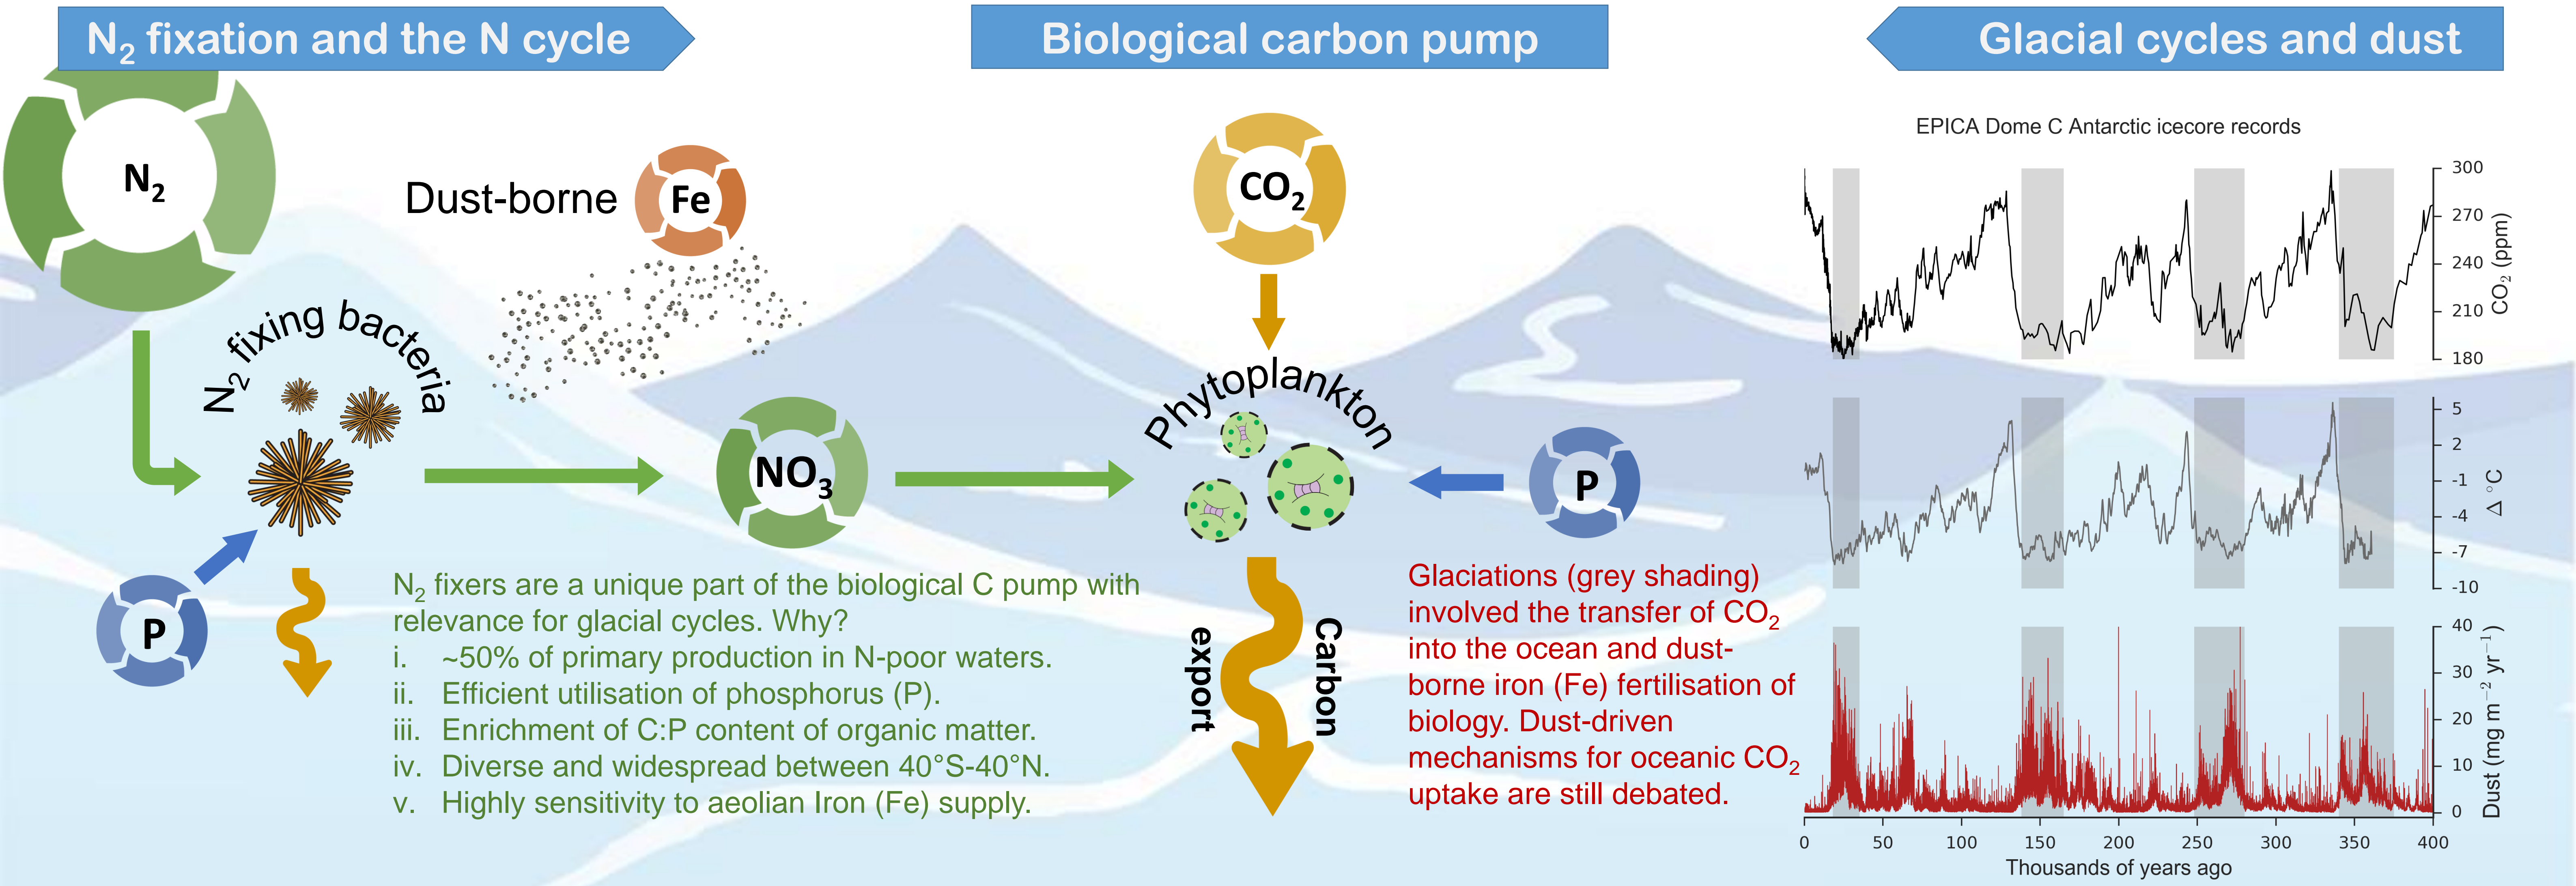 N₂ fixation and the N cycle
Biological carbon pump
Glacial cycles and dust
N₂
Dust-borne
Fe
N₂ fixing bacteria
NO₃
P
CO₂
Phytoplankton
P
Carbon
export
N₂ fixers are a unique part of the biological C pump with
relevance for glacial cycles. Why?
i. ~50% of primary production in N-poor waters.
ii. Efficient utilisation of phosphorus (P).
iii. Enrichment of C:P content of organic matter.
iv. Diverse and widespread between 40°S-40°N.
v. Highly sensitivity to aeolian Iron (Fe) supply.
Glaciations (grey shading)
involved the transfer of CO₂
into the ocean and dust-
borne iron (Fe) fertilisation of
biology. Dust-driven
mechanisms for oceanic CO₂
uptake are still debated.
EPICA Dome C Antarctic icecore records
300
270
240
210
180
CO₂ (ppm)
5
2
-1
-4
-7
-10
Δ °C
40
30
20
10
0
Dust (mg m⁻² yr⁻¹)
0 50 100 150 200 250 300 350 400
Thousands of years ago